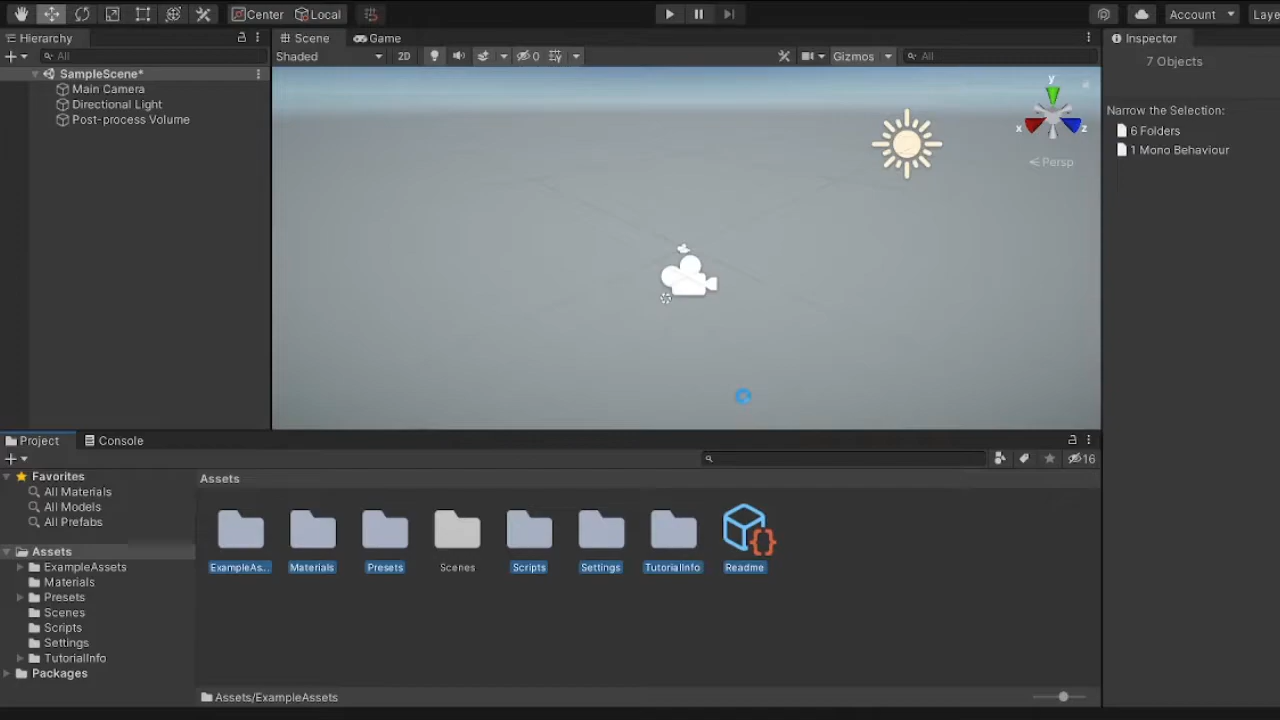 Center Local Account Laye
Hierarchy Scene Game Inspector
All Shaded 2D 0 Gizmos All 7 Objects
SampleScene*
Main Camera
Directional Light
Post-process Volume
y
x z
Persp
Narrow the Selection:
6 Folders
1 Mono Behaviour
Project Console
16
Favorites
All Materials
All Models
All Prefabs
Assets
ExampleAssets
Materials
Presets
Scenes
Scripts
Settings
TutorialInfo
Packages
Assets
ExampleAs... Materials Presets Scenes Scripts Settings TutorialInfo Readme
Assets/ExampleAssets